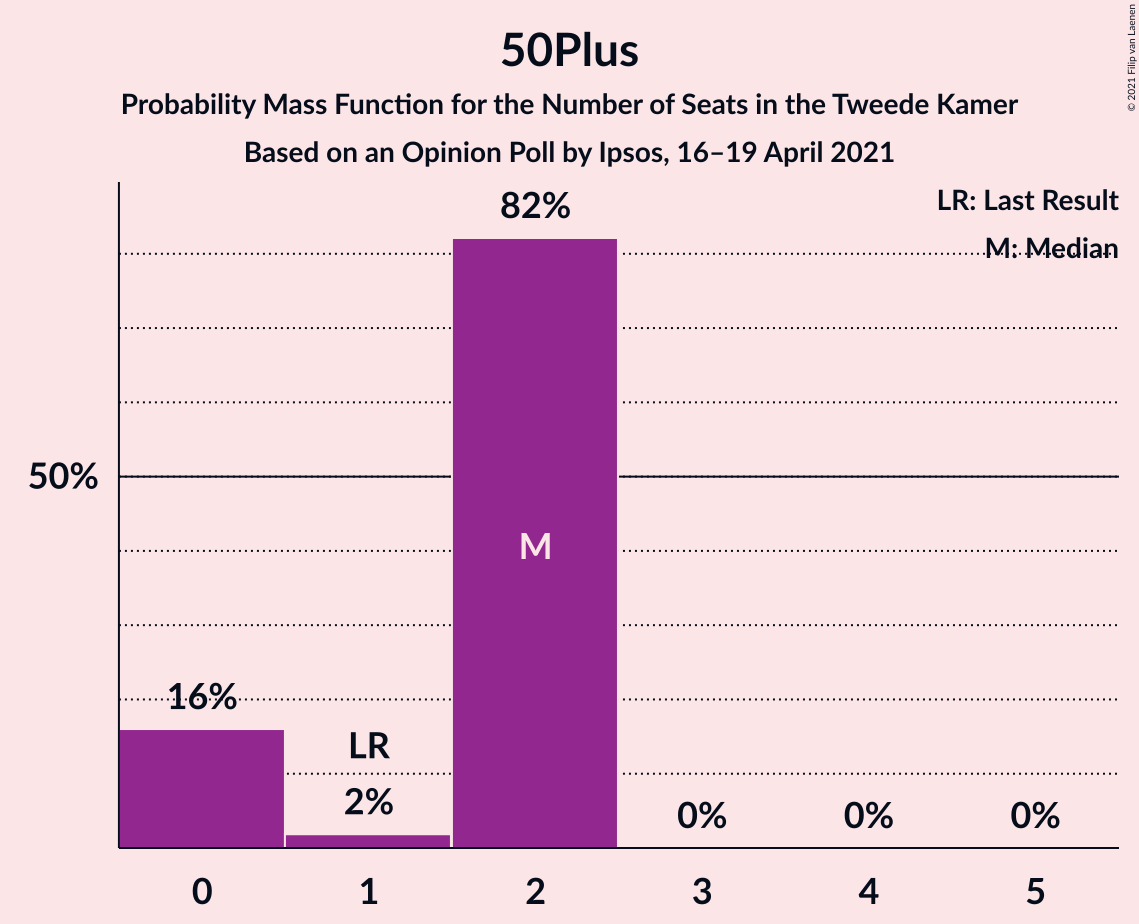 50Plus
Probability Mass Function for the Number of Seats in the Tweede Kamer
Based on an Opinion Poll by Ipsos, 16–19 April 2021
© 2021 Filip van Laenen
LR: Last Result
M: Median
82%
50%
M
16%
LR
2%
0%
0%
0%
0
1
2
3
4
5